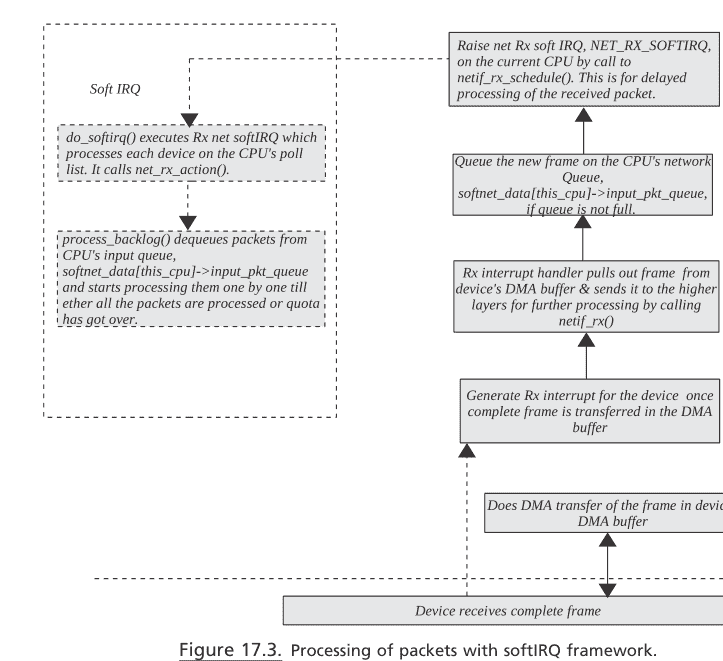 Raise net Rx soft IRQ, NET_RX_SOFTIRQ,
on the current CPU by call to
netif_rx_schedule(). This is for delayed
processing of the received packet.
Soft IRQ
do_softirq() executes Rx net softIRQ which
processes each device on the CPU's poll
list. It calls net_rx_action().
Queue the new frame on the CPU's network
Queue,
softnet_data[this_cpu]->input_pkt_queue,
if queue is not full.
process_backlog() dequeues packets from
CPU's input queue,
softnet_data[this_cpu]->input_pkt_queue
and starts processing them one by one till
ether all the packets are processed or quota
has got over.
Rx interrupt handler pulls out frame from
device's DMA buffer & sends it to the higher
layers for further processing by calling
netif_rx()
Generate Rx interrupt for the device once
complete frame is transferred in the DMA
buffer
Does DMA transfer of the frame in
DMA buffer
Device receives complete frame
Figure 17.3. Processing of packets with softIRQ framework.